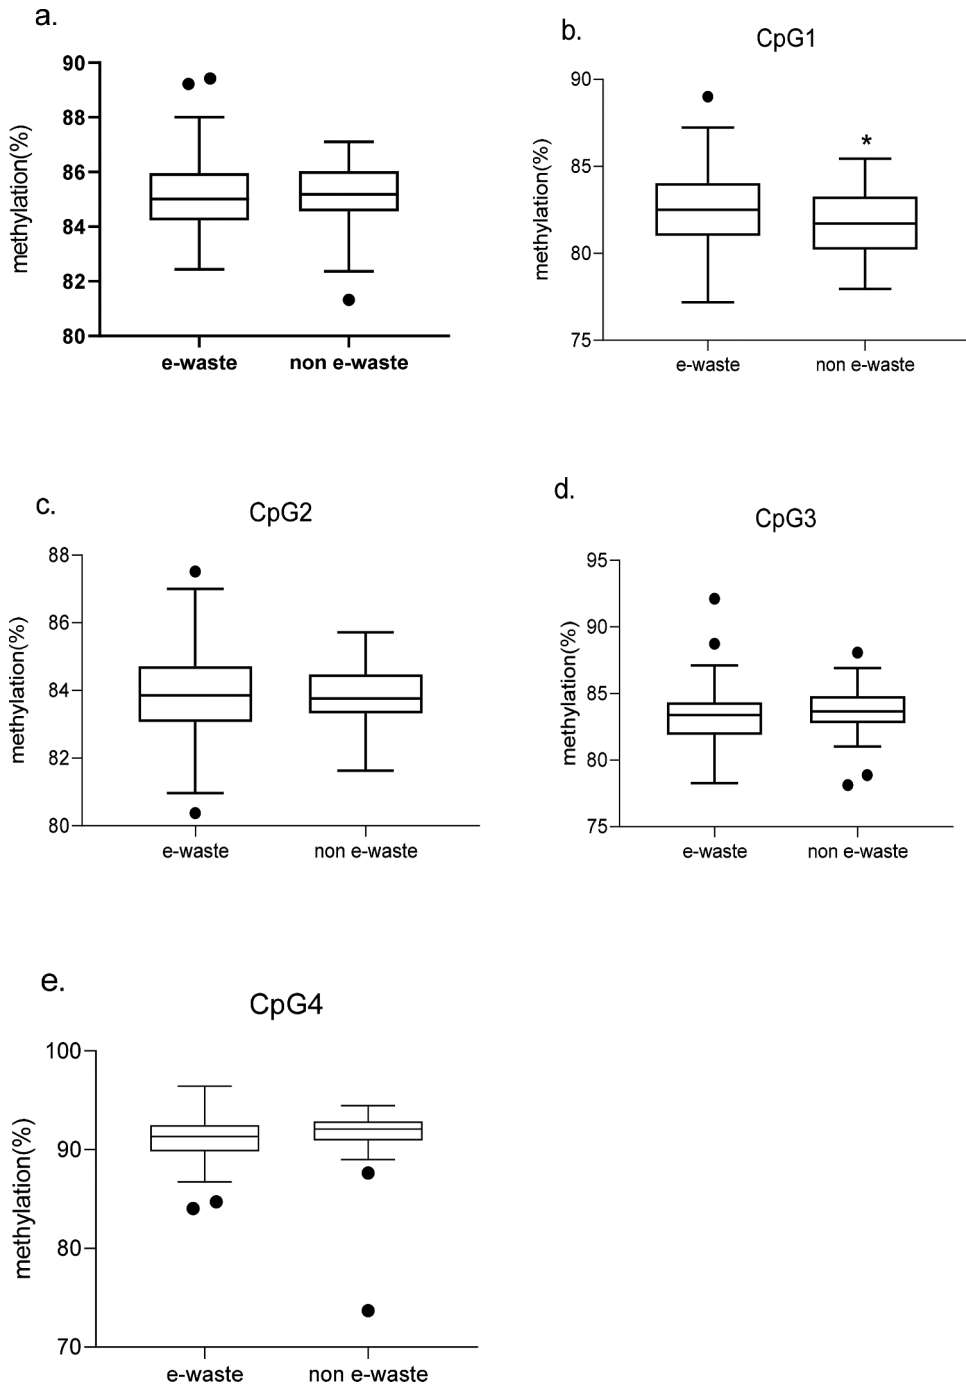 a.
90
88
86
84
82
80
methylation(%)
e-waste non e-waste
b.
CpG1
90
85
80
75
methylation(%)
*
e-waste non e-waste
c.
CpG2
88
86
84
82
80
methylation(%)
e-waste non e-waste
d.
CpG3
95
90
85
80
75
methylation(%)
e-waste non e-waste
e.
CpG4
100
90
80
70
methylation(%)
e-waste non e-waste